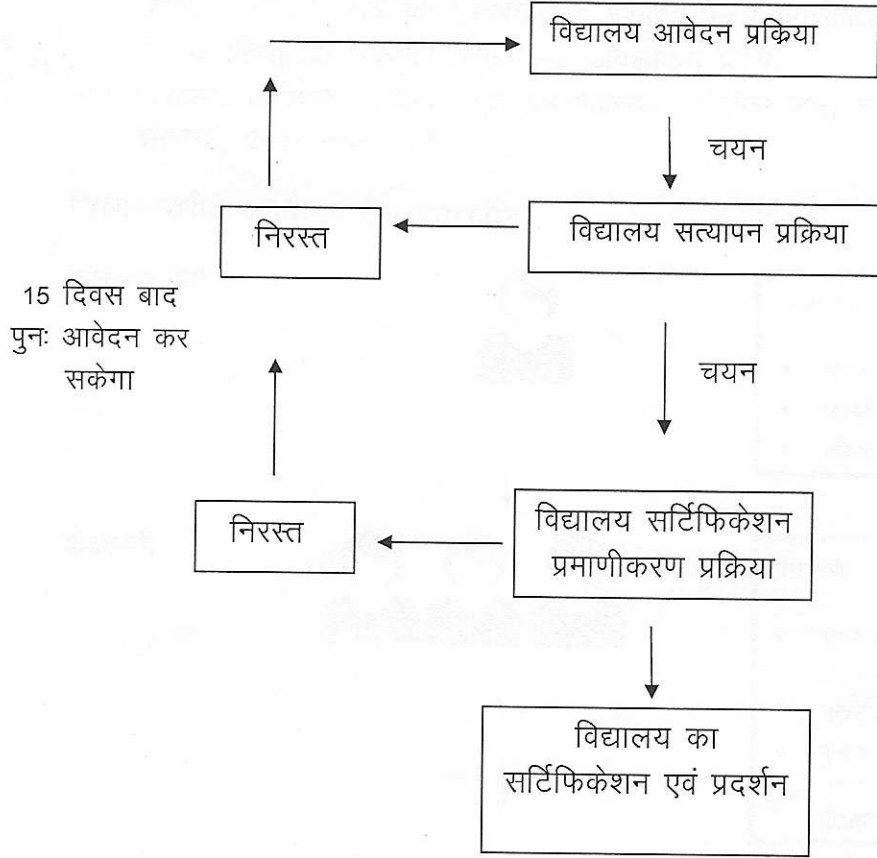 विद्यालय आवेदन प्रक्रिया
चयन
निरस्त
विद्यालय सत्यापन प्रक्रिया
15 दिवस बाद
पुनः आवेदन कर
सकेगा
चयन
निरस्त
विद्यालय सर्टिफिकेशन
प्रमाणीकरण प्रक्रिया
विद्यालय का
सर्टिफिकेशन एवं प्रदर्शन